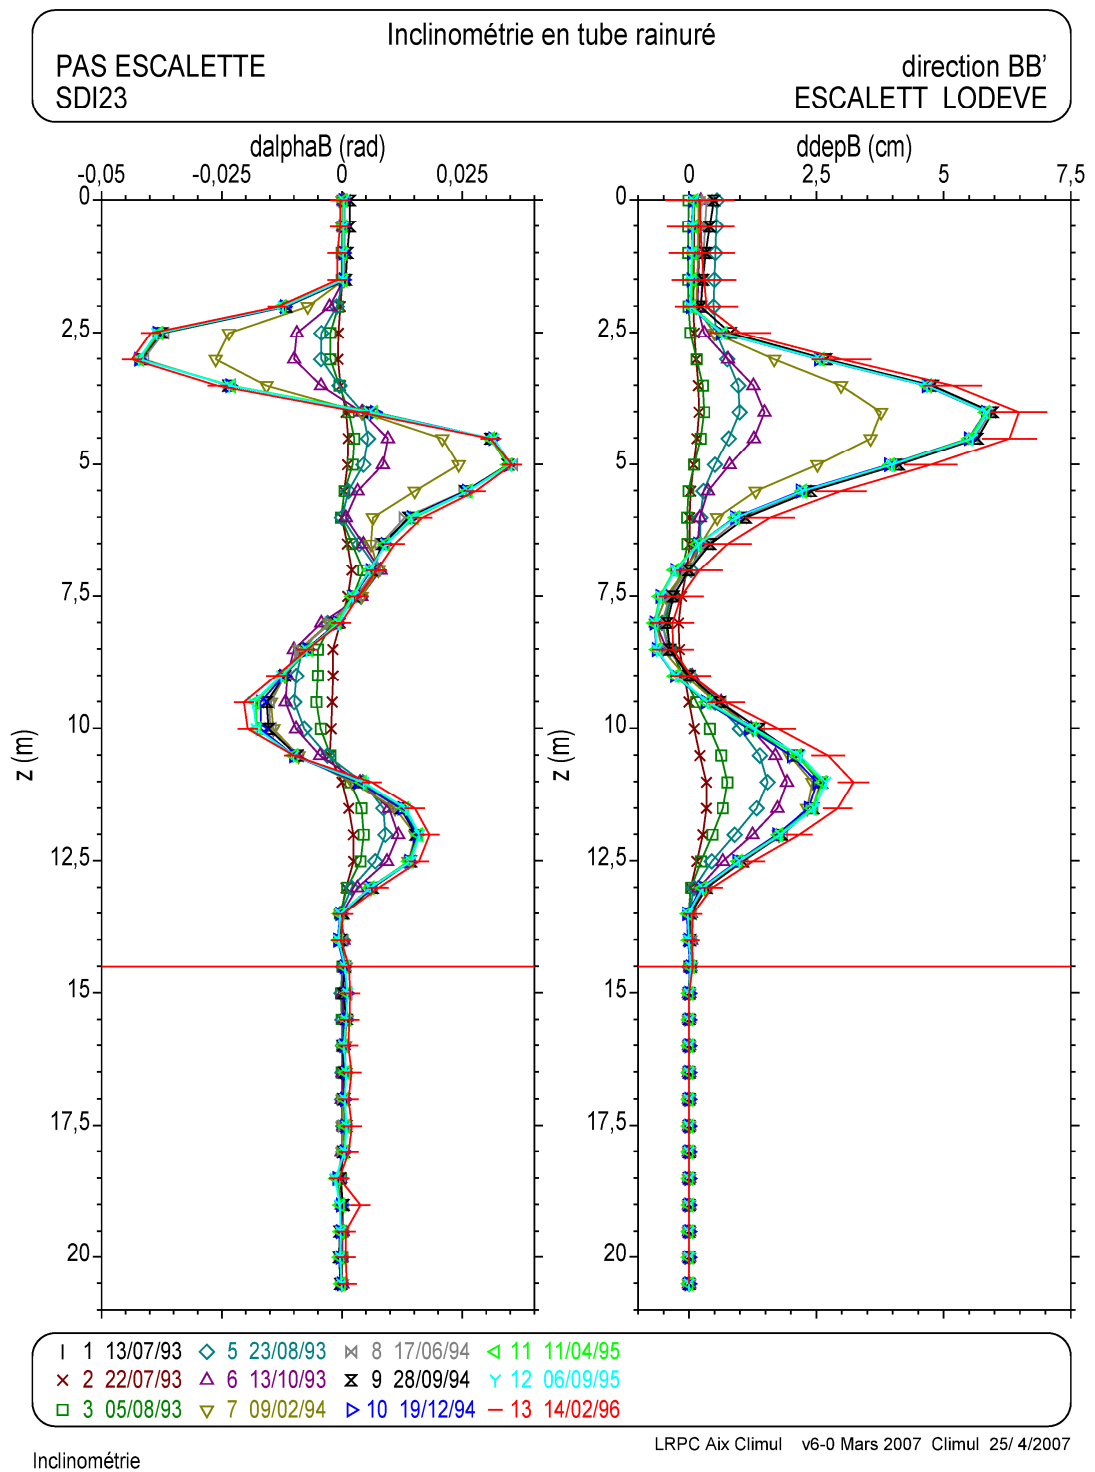 Inclinométrie en tube rainuré
PAS ESCALETTE direction BB'
SDI23 ESCALETT LODEVE
dalphaB (rad) ddepB (cm)
-0,05 -0,025 0 0,025 0 2,5 5 7,5
0 0
2,5 2,5
5 5
7,5 7,5
10 10
z (m) z (m)
12,5 12,5
15 15
17,5 17,5
20 20
1 13/07/93 5 23/08/93 8 17/06/94 11 11/04/95
2 22/07/93 6 13/10/93 9 28/09/94 12 06/09/95
3 05/08/93 7 09/02/94 10 19/12/94 13 14/02/96
LRPC Aix Climul v6-0 Mars 2007 Climul 25/ 4/2007
Inclinométrie